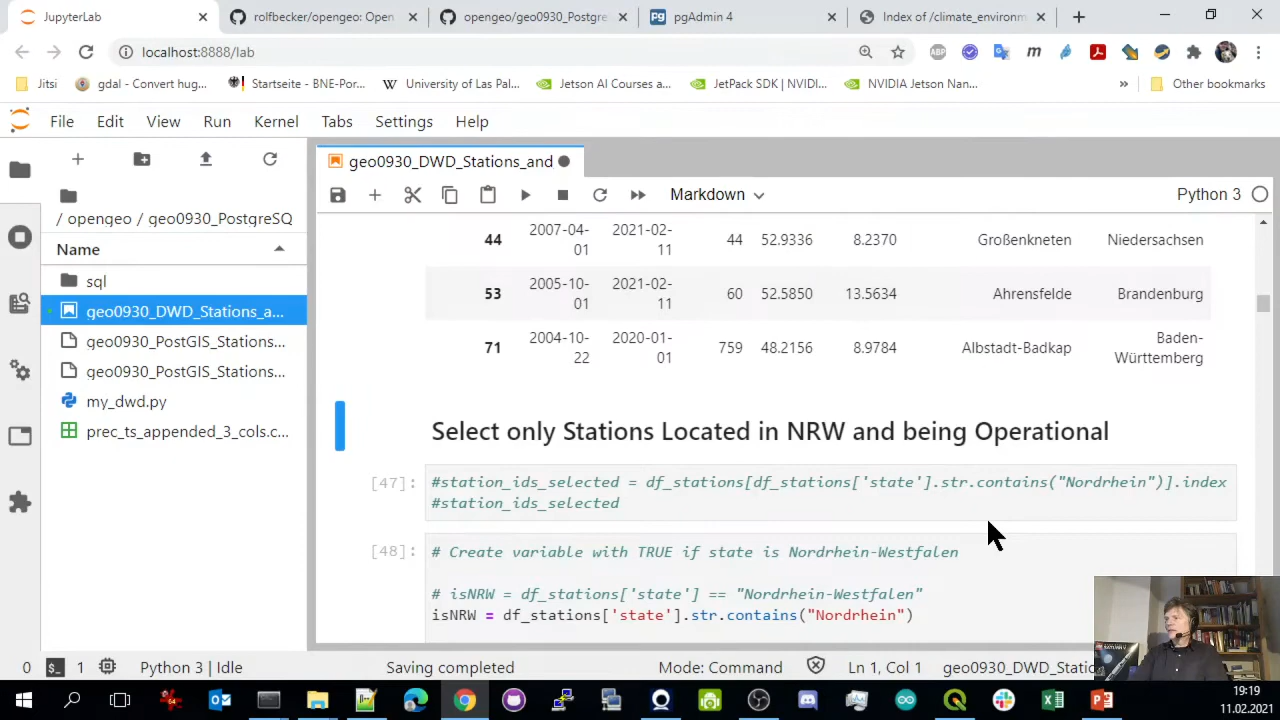 JupyterLab
rolfbecker/opengeo: Open
opengeo/geo0930_Postgre
pgAdmin 4
Index of /climate_environm
localhost:8888/lab
Jitsi
gdal - Convert hug...
Startseite - BNE-Por...
University of Las Pal...
Jetson AI Courses a...
JetPack SDK | NVIDI...
NVIDIA Jetson Nan...
Other bookmarks
File Edit View Run Kernel Tabs Settings Help
geo0930_DWD_Stations_and
Markdown
Python 3
/ opengeo / geo0930_PostgreSQ
Name
sql
geo0930_DWD_Stations_a...
geo0930_PostGIS_Stations...
geo0930_PostGIS_Stations...
my_dwd.py
prec_ts_appended_3_cols.c...
44 2007-04-01 2021-02-11 44 52.9336 8.2370 Großenkneten Niedersachsen
53 2005-10-01 2021-02-11 60 52.5850 13.5634 Ahrensfelde Brandenburg
71 2004-10-22 2020-01-01 759 48.2156 8.9784 Albstadt-Badkap Baden-Württemberg
Select only Stations Located in NRW and being Operational
[47]: #station_ids_selected = df_stations[df_stations['state'].str.contains("Nordrhein")].index
#station_ids_selected
[48]: # Create variable with TRUE if state is Nordrhein-Westfalen
# isNRW = df_stations['state'] == "Nordrhein-Westfalen"
isNRW = df_stations['state'].str.contains("Nordrhein")
0 1 Python 3 | Idle Saving completed Mode: Command Ln 1, Col 1 geo0930_DWD_Static
19:19
11.02.2021